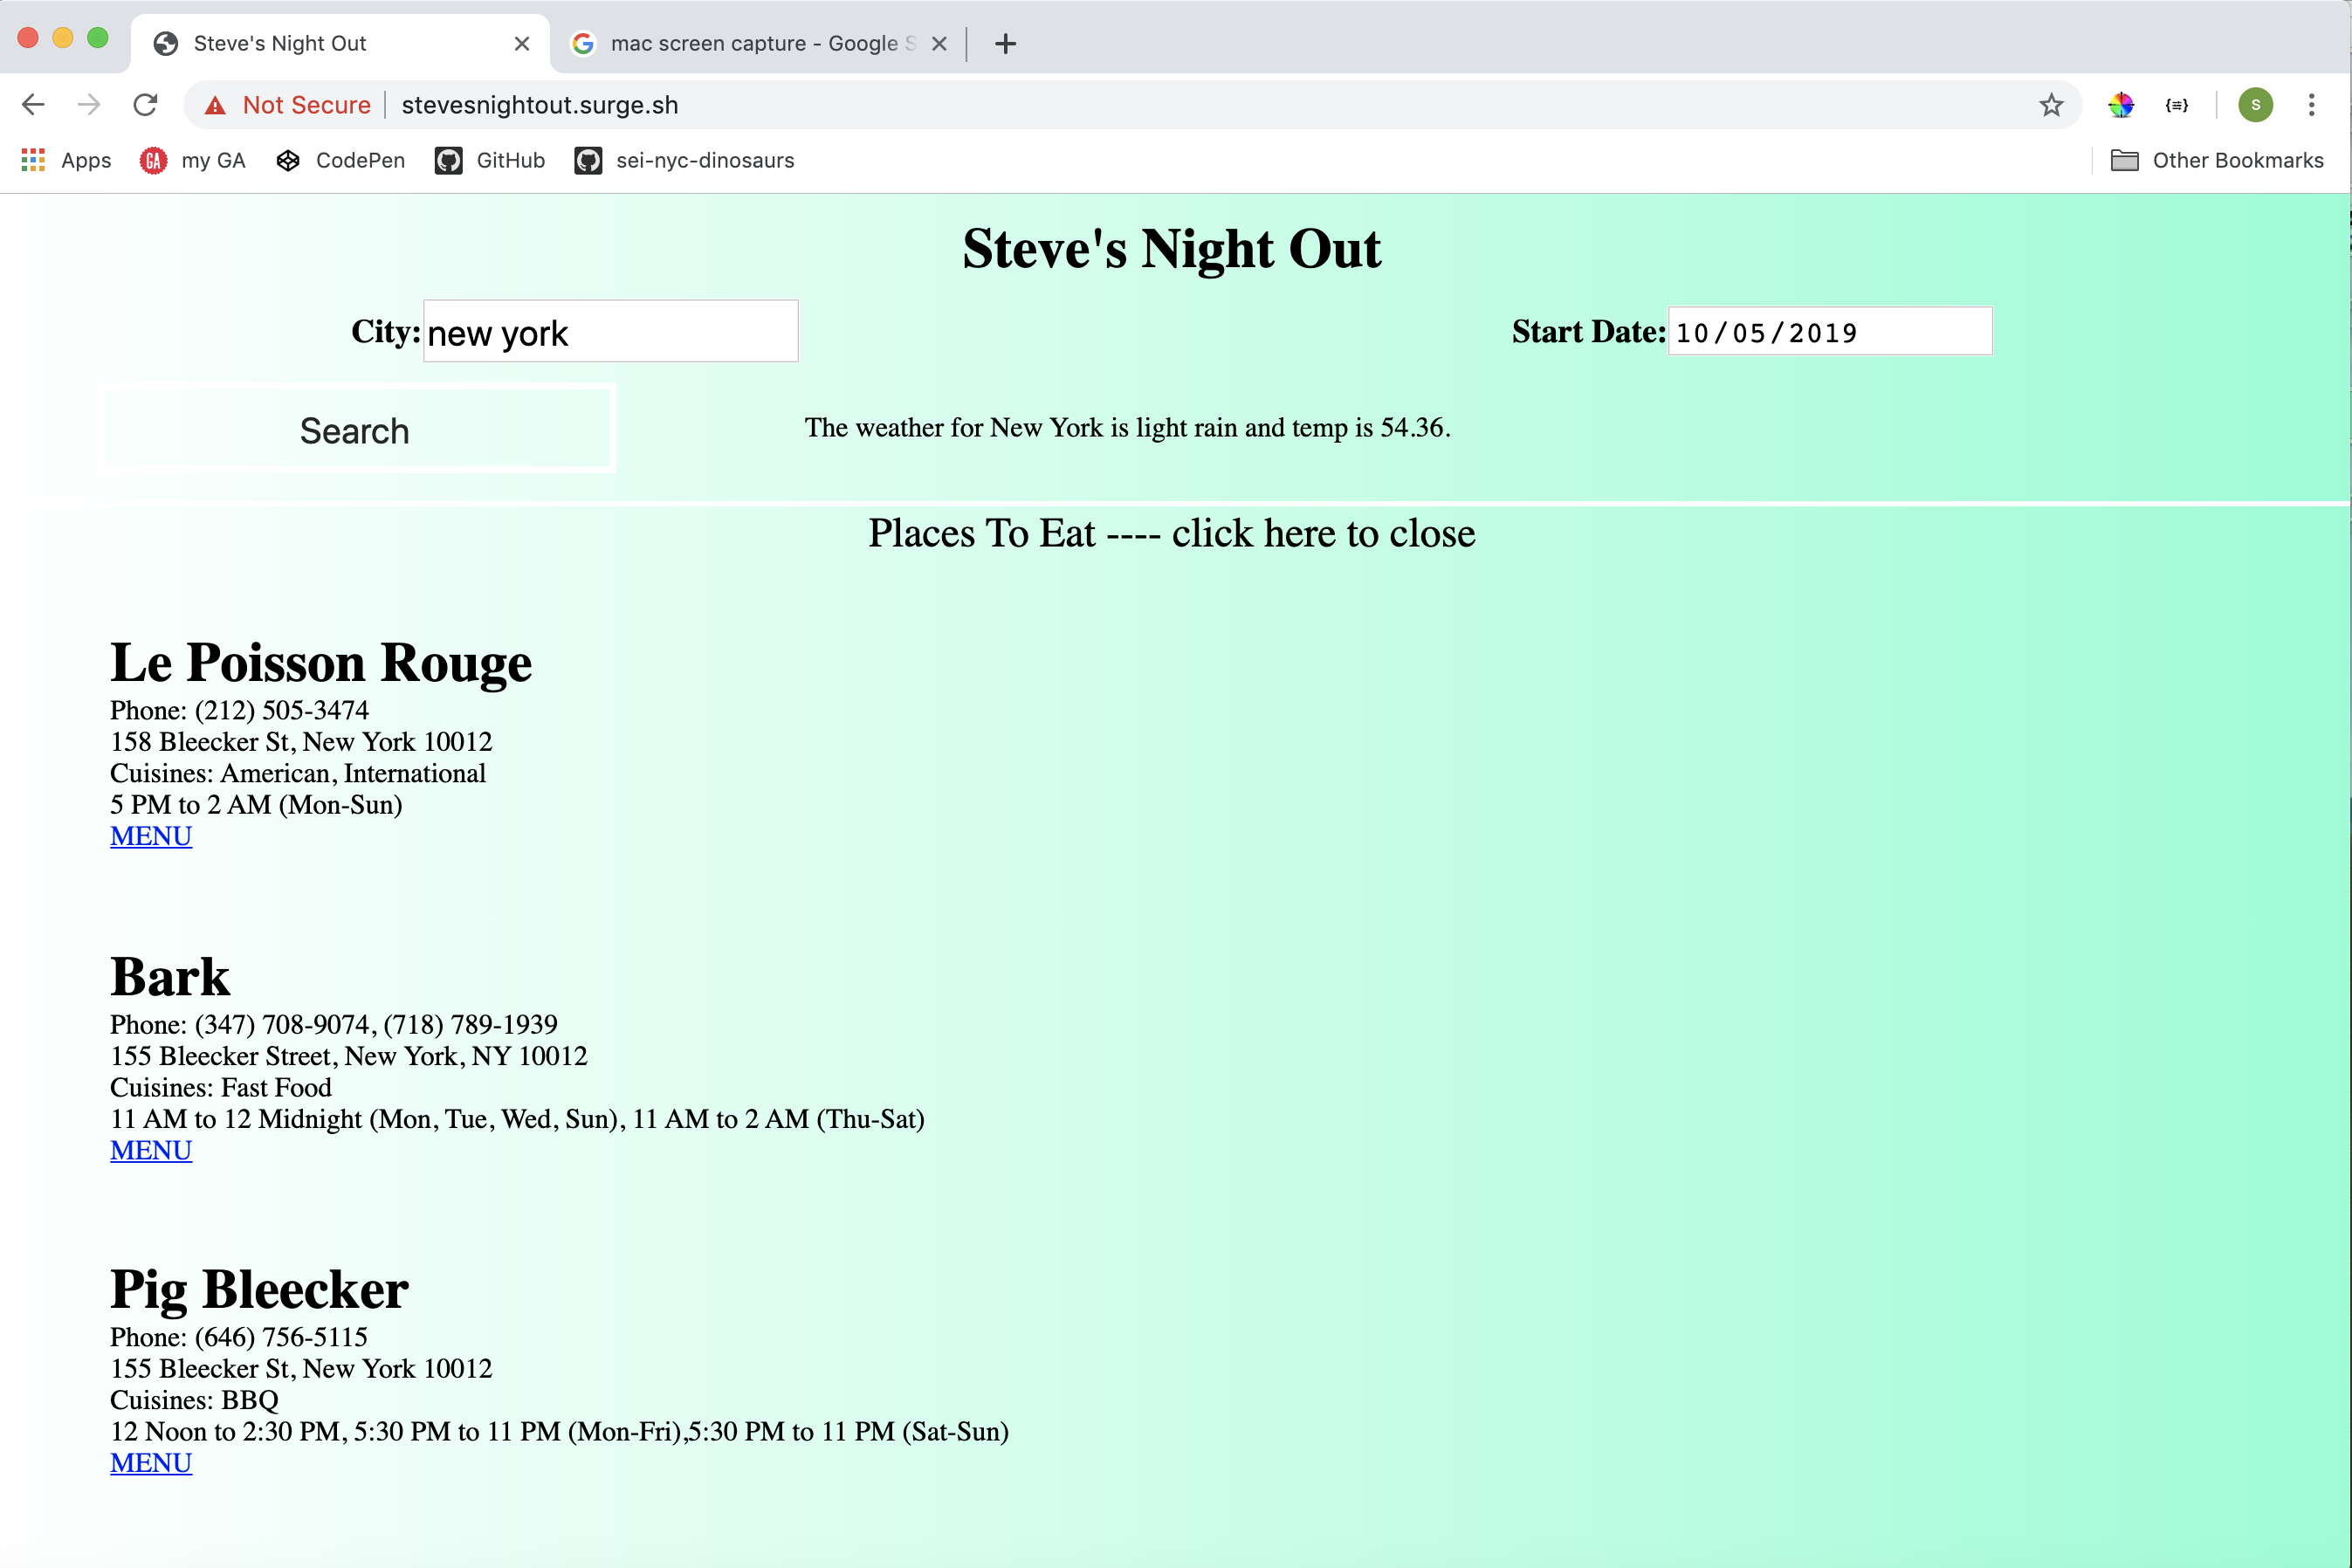 Steve's Night Out
mac screen capture - Google S
Not Secure
stevesnightout.surge.sh
S
Apps
GA
my GA
CodePen
GitHub
sei-nyc-dinosaurs
Other Bookmarks
Steve's Night Out
City: new york
Start Date: 10/05/2019
Search
The weather for New York is light rain and temp is 54.36.
Places To Eat ---- click here to close
Le Poisson Rouge
Phone: (212) 505-3474
158 Bleecker St, New York 10012
Cuisines: American, International
5 PM to 2 AM (Mon-Sun)
MENU
Bark
Phone: (347) 708-9074, (718) 789-1939
155 Bleecker Street, New York, NY 10012
Cuisines: Fast Food
11 AM to 12 Midnight (Mon, Tue, Wed, Sun), 11 AM to 2 AM (Thu-Sat)
MENU
Pig Bleecker
Phone: (646) 756-5115
155 Bleecker St, New York 10012
Cuisines: BBQ
12 Noon to 2:30 PM, 5:30 PM to 11 PM (Mon-Fri),5:30 PM to 11 PM (Sat-Sun)
MENU